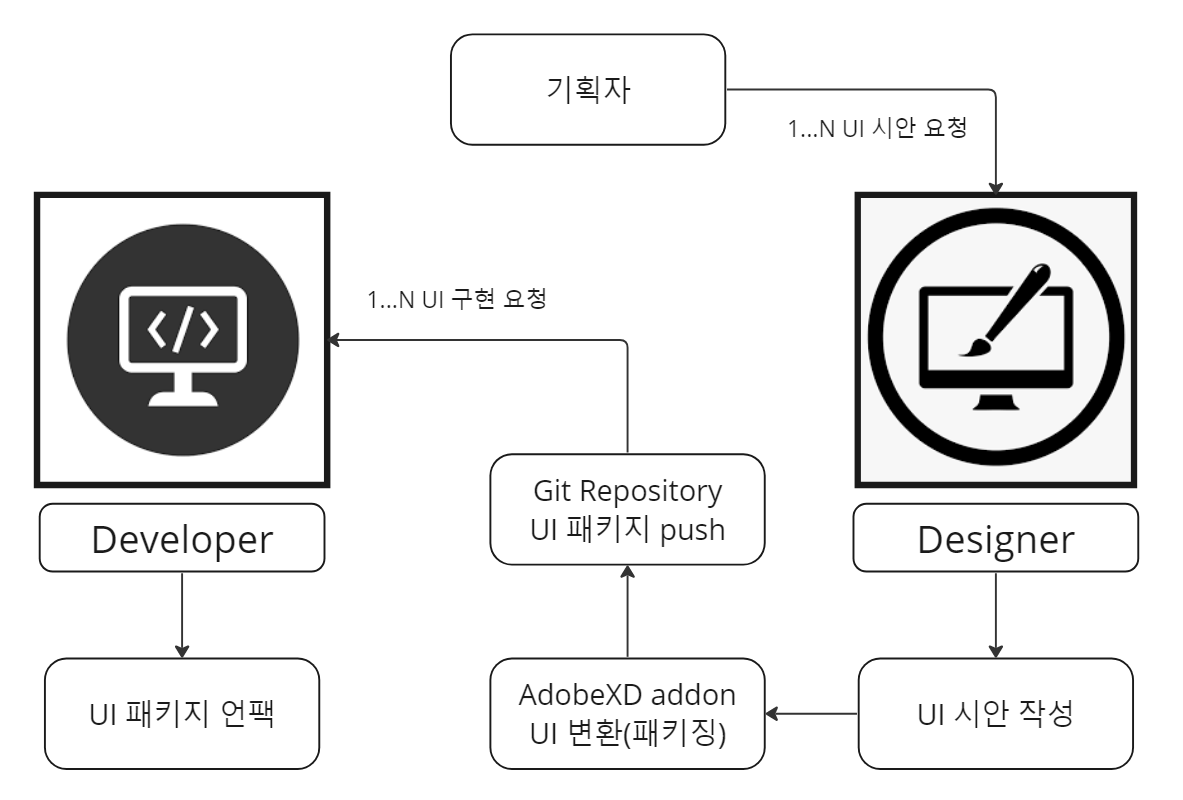 기획자
1...N UI 시안 요청
1...N UI 구현 요청
Git Repository
UI 패키지 push
Developer
Designer
UI 패키지 언팩
AdobeXD addon
UI 변환(패키징)
UI 시안 작성